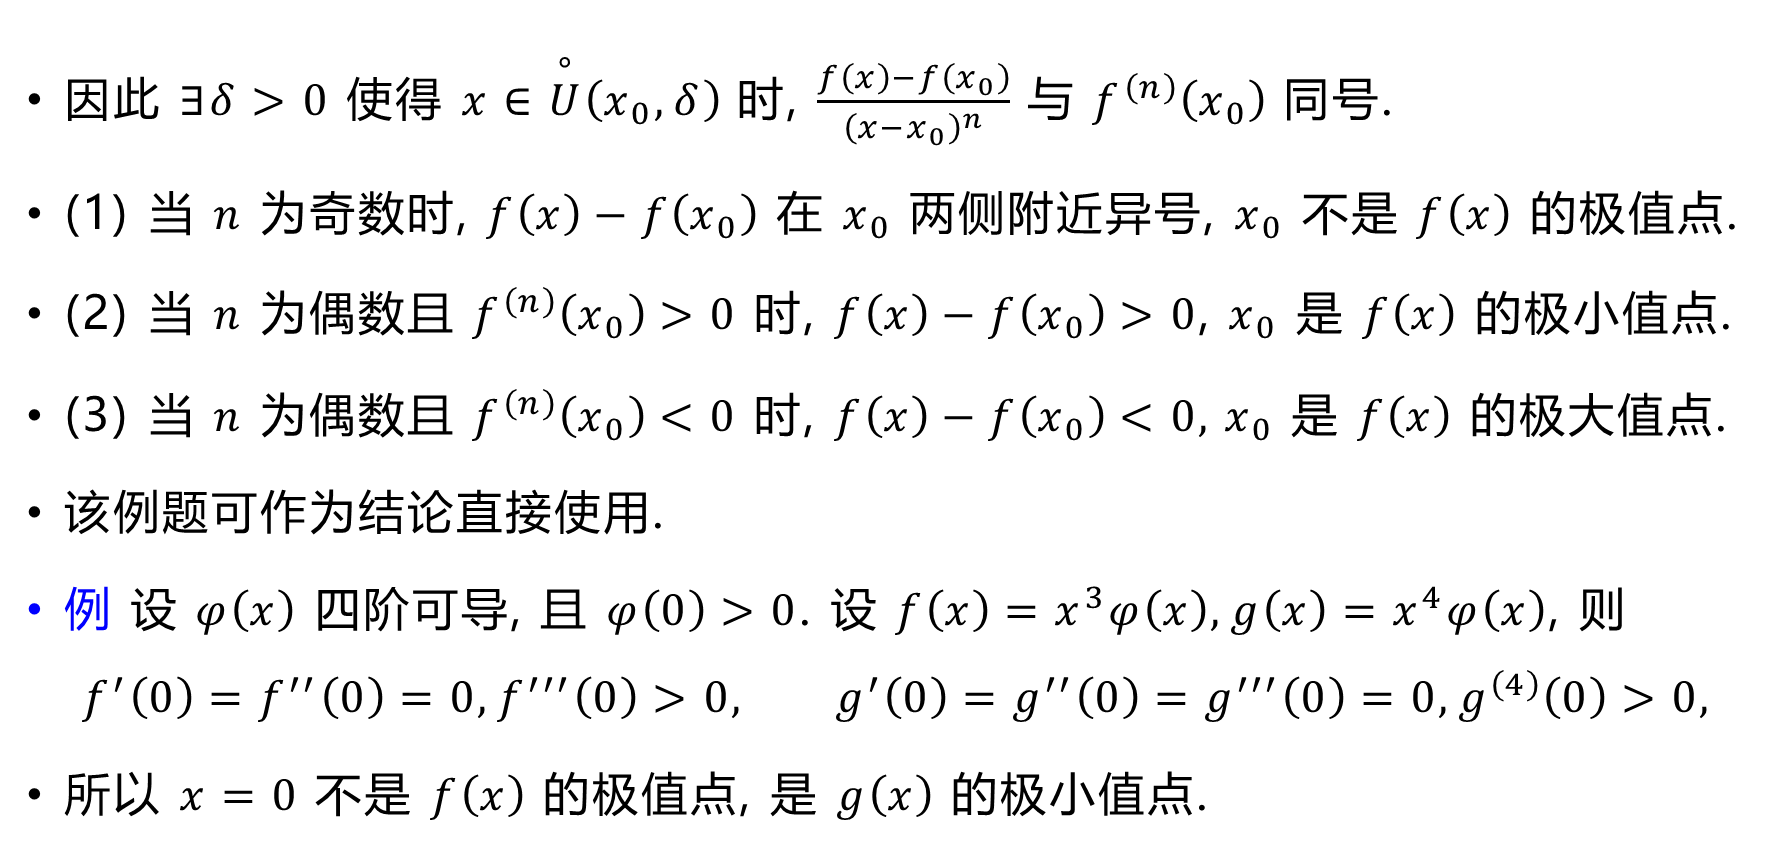 • 因此 ∃δ > 0 使得 x ∈ Ů(x₀, δ) 时, \frac{f(x)−f(x₀)}{(x−x₀)ⁿ} 与 f⁽ⁿ⁾(x₀) 同号.
• (1) 当 n 为奇数时, f(x) − f(x₀) 在 x₀ 两侧附近异号, x₀ 不是 f(x) 的极值点.
• (2) 当 n 为偶数且 f⁽ⁿ⁾(x₀) > 0 时, f(x) − f(x₀) > 0, x₀ 是 f(x) 的极小值点.
• (3) 当 n 为偶数且 f⁽ⁿ⁾(x₀) < 0 时, f(x) − f(x₀) < 0, x₀ 是 f(x) 的极大值点.
• 该例题可作为结论直接使用.
• 例 设 φ(x) 四阶可导, 且 φ(0) > 0. 设 f(x) = x³φ(x), g(x) = x⁴φ(x), 则
f′(0) = f′′(0) = 0, f′′′(0) > 0, g′(0) = g′′(0) = g′′′(0) = 0, g⁽⁴⁾(0) > 0,
• 所以 x = 0 不是 f(x) 的极值点, 是 g(x) 的极小值点.